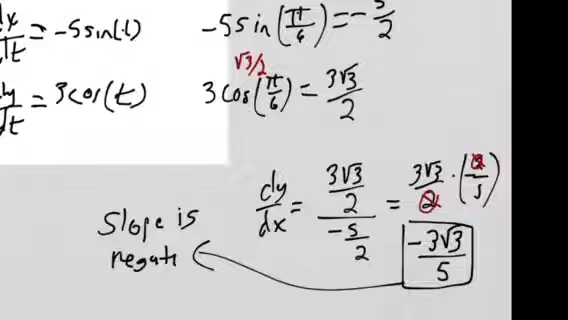 dx/dt = -5sin(t)
-5sin(π/6) = -5/2
√3/2
dy/dt = 3cos(t)
3cos(π/6) = 3√3/2
dy/dx = (3√3/2)/(-5/2) = 3√3/2 · (2/5)
Slope is
negati
-3√3/5